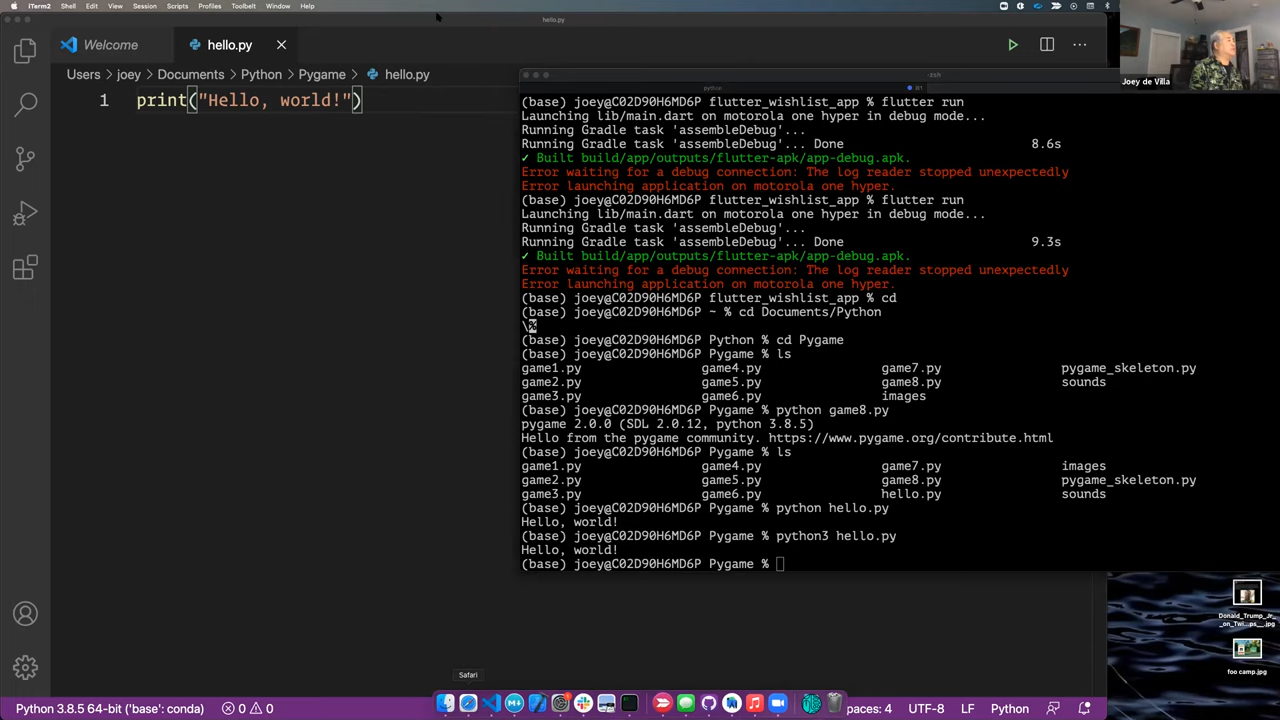 iTerm2 Shell Edit View Session Scripts Profiles Toolbelt Window Help
hello.py
Welcome
hello.py
Users joey Documents Python Pygame hello.py
1 print("Hello, world!")
Joey de Villa
-zsh
python
⌘1
(base) joey@C02D90H6MD6P flutter_wishlist_app % flutter run
Launching lib/main.dart on motorola one hyper in debug mode...
Running Gradle task 'assembleDebug'...
Running Gradle task 'assembleDebug'... Done 8.6s
✓ Built build/app/outputs/flutter-apk/app-debug.apk.
Error waiting for a debug connection: The log reader stopped unexpectedly
Error launching application on motorola one hyper.
(base) joey@C02D90H6MD6P flutter_wishlist_app % flutter run
Launching lib/main.dart on motorola one hyper in debug mode...
Running Gradle task 'assembleDebug'...
Running Gradle task 'assembleDebug'... Done 9.3s
✓ Built build/app/outputs/flutter-apk/app-debug.apk.
Error waiting for a debug connection: The log reader stopped unexpectedly
Error launching application on motorola one hyper.
(base) joey@C02D90H6MD6P flutter_wishlist_app % cd
(base) joey@C02D90H6MD6P ~ % cd Documents/Python
\%
(base) joey@C02D90H6MD6P Python % cd Pygame
(base) joey@C02D90H6MD6P Pygame % ls
game1.py game4.py game7.py pygame_skeleton.py
game2.py game5.py game8.py sounds
game3.py game6.py images
(base) joey@C02D90H6MD6P Pygame % python game8.py
pygame 2.0.0 (SDL 2.0.12, python 3.8.5)
Hello from the pygame community. https://www.pygame.org/contribute.html
(base) joey@C02D90H6MD6P Pygame % ls
game1.py game4.py game7.py images
game2.py game5.py game8.py pygame_skeleton.py
game3.py game6.py hello.py sounds
(base) joey@C02D90H6MD6P Pygame % python hello.py
Hello, world!
(base) joey@C02D90H6MD6P Pygame % python3 hello.py
Hello, world!
(base) joey@C02D90H6MD6P Pygame %
Donald_Trump_Jr_
_on_Twi...ps__.jpg
foo camp.jpg
Safari
Python 3.8.5 64-bit ('base': conda) 0 0 paces: 4 UTF-8 LF Python